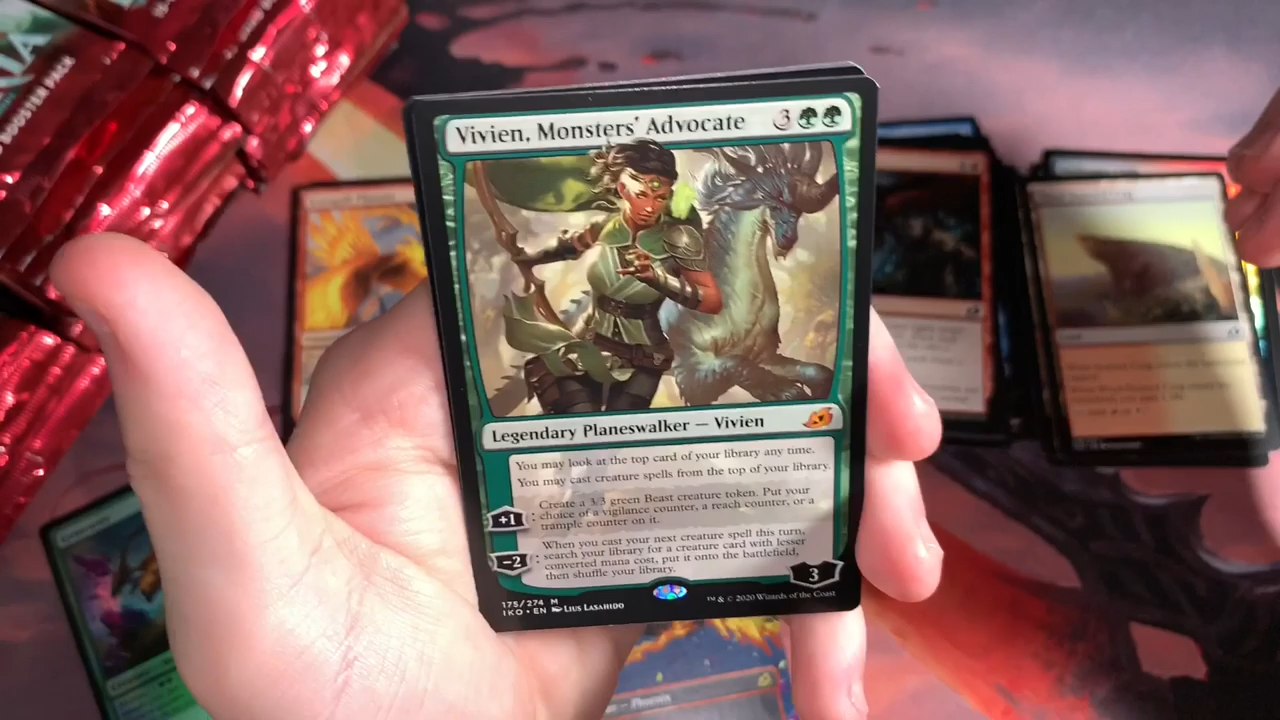 BOOSTER PACK
Vivien, Monsters' Advocate 3
Legendary Planeswalker — Vivien
You may look at the top card of your library any time.
You may cast creature spells from the top of your library.
+1 : Create a 3/3 green Beast creature token. Put your
choice of a vigilance counter, a reach counter, or a
trample counter on it.
−2 : When you cast your next creature spell this turn,
search your library for a creature card with lesser
converted mana cost, put it onto the battlefield,
then shuffle your library.
3
175/274 M
IKO • EN Lius Lasahido
™ & © 2020 Wizards of the Coast
— Phoenix